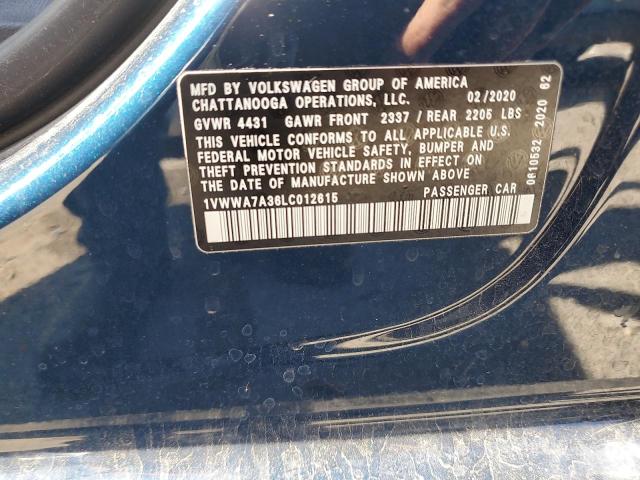 MFD BY VOLKSWAGEN GROUP OF AMERICA
CHATTANOOGA OPERATIONS, LLC. 02/2020
GVWR 4431 GAWR FRONT 2337 / REAR 2205 LBS
THIS VEHICLE CONFORMS TO ALL APPLICABLE U.S.
FEDERAL MOTOR VEHICLE SAFETY, BUMPER AND
THEFT PREVENTION STANDARDS IN EFFECT ON
THE DATE OF MANUFACTURE SHOWN ABOVE
1VWWA7A36LC012615 PASSENGER CAR
0610532 2020 62